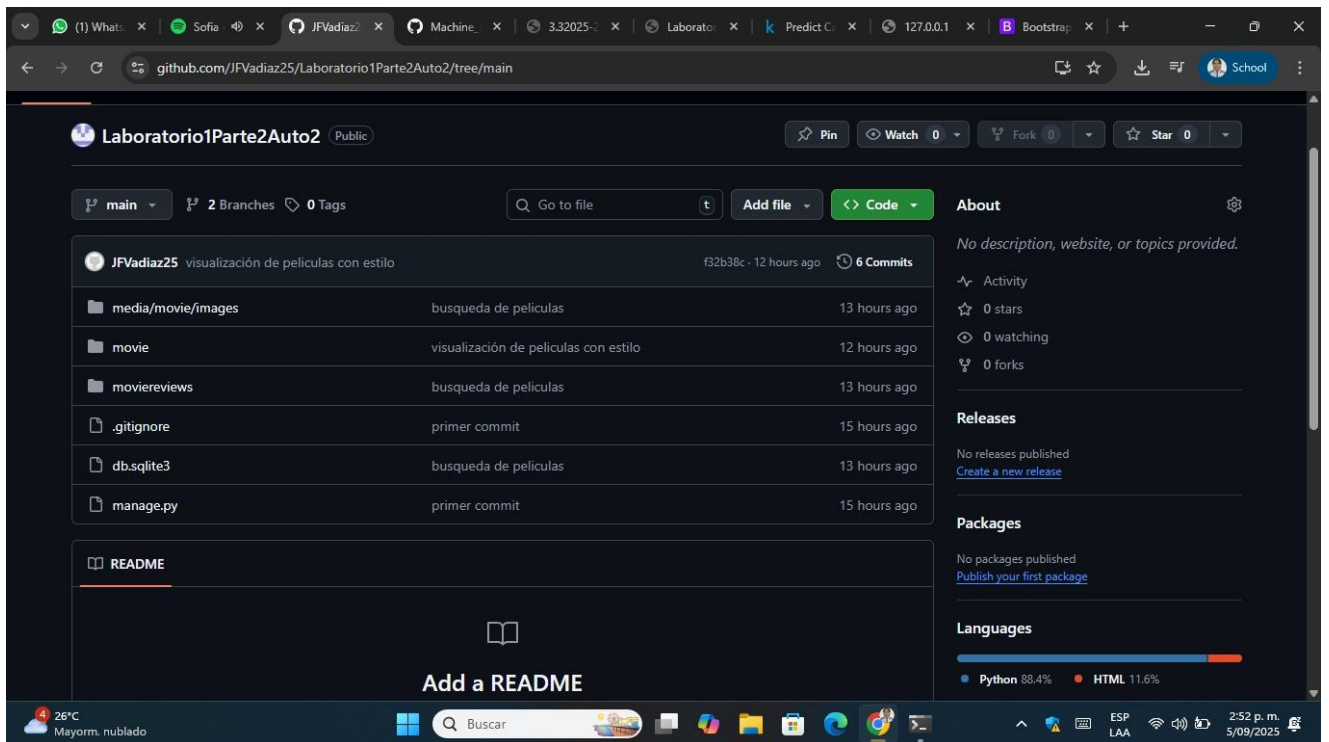 (1) Whats
Sofia
JFVadiaz2
Machine_
3.32025-2
Laborator
Predict Ca
127.0.0.1
Bootstrap
github.com/JFVadiaz25/Laboratorio1Parte2Auto2/tree/main
School
Laboratorio1Parte2Auto2 Public
Pin
Watch 0
Fork 0
Star 0
main
2 Branches
0 Tags
Go to file t
Add file
<> Code
JFVadiaz25 visualización de peliculas con estilo f32b38c · 12 hours ago 6 Commits
media/movie/images busqueda de peliculas 13 hours ago
movie visualización de peliculas con estilo 12 hours ago
moviereviews busqueda de peliculas 13 hours ago
.gitignore primer commit 15 hours ago
db.sqlite3 busqueda de peliculas 13 hours ago
manage.py primer commit 15 hours ago
README
Add a README
About
No description, website, or topics provided.
Activity
0 stars
0 watching
0 forks
Releases
No releases published
Create a new release
Packages
No packages published
Publish your first package
Languages
Python 88.4% HTML 11.6%
4
26°C
Mayorm. nublado
Buscar
ESP
LAA
2:52 p. m.
5/09/2025